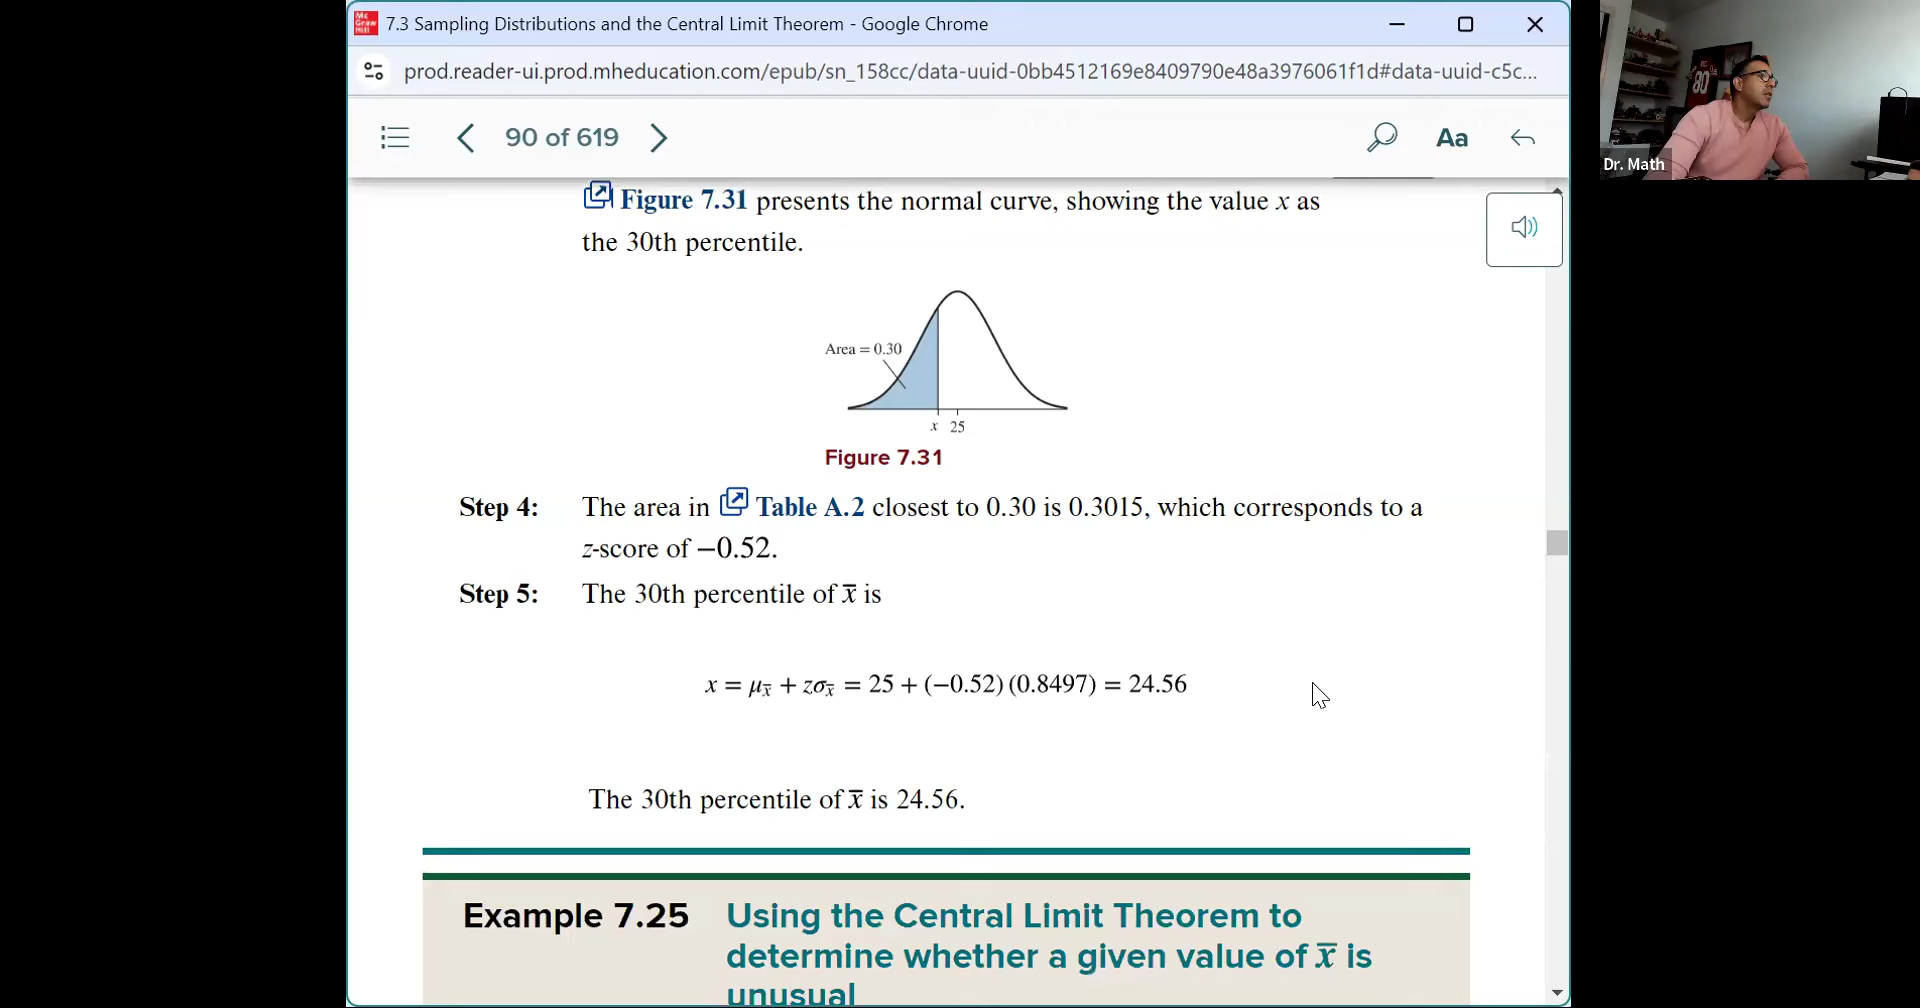 Mc
Graw
Hill
7.3 Sampling Distributions and the Central Limit Theorem - Google Chrome
prod.reader-ui.prod.mheducation.com/epub/sn_158cc/data-uuid-0bb4512169e8409790e48a3976061f1d#data-uuid-c5c...
90 of 619
Aa
80
Dr. Math
Figure 7.31 presents the normal curve, showing the value x as
the 30th percentile.
Area = 0.30
x 25
Figure 7.31
Step 4: The area in Table A.2 closest to 0.30 is 0.3015, which corresponds to a
z-score of −0.52.
Step 5: The 30th percentile of x̅ is
x = μx̅ + zσx̅ = 25 + (−0.52) (0.8497) = 24.56
The 30th percentile of x̅ is 24.56.
Example 7.25 Using the Central Limit Theorem to
determine whether a given value of x̅ is
unusual